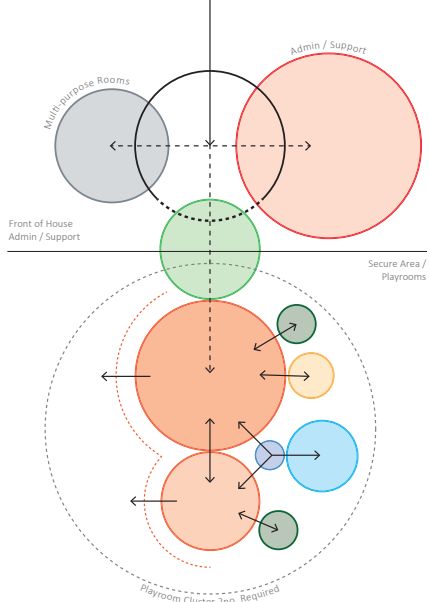 Admin / Support
Multi-purpose Rooms
Front of House
Admin / Support
Secure Area /
Playrooms
Playroom Cluster 2no. Required